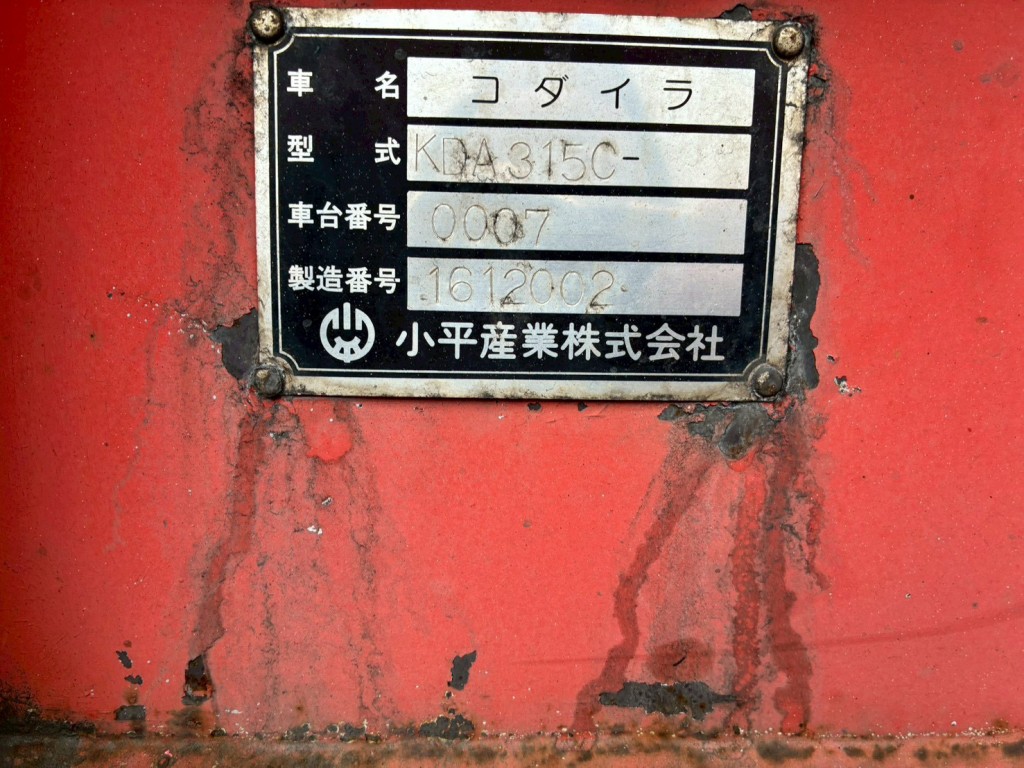 車名 コダイラ
型式 KDA315C-
車台番号 0007
製造番号 1612002
小平産業株式会社